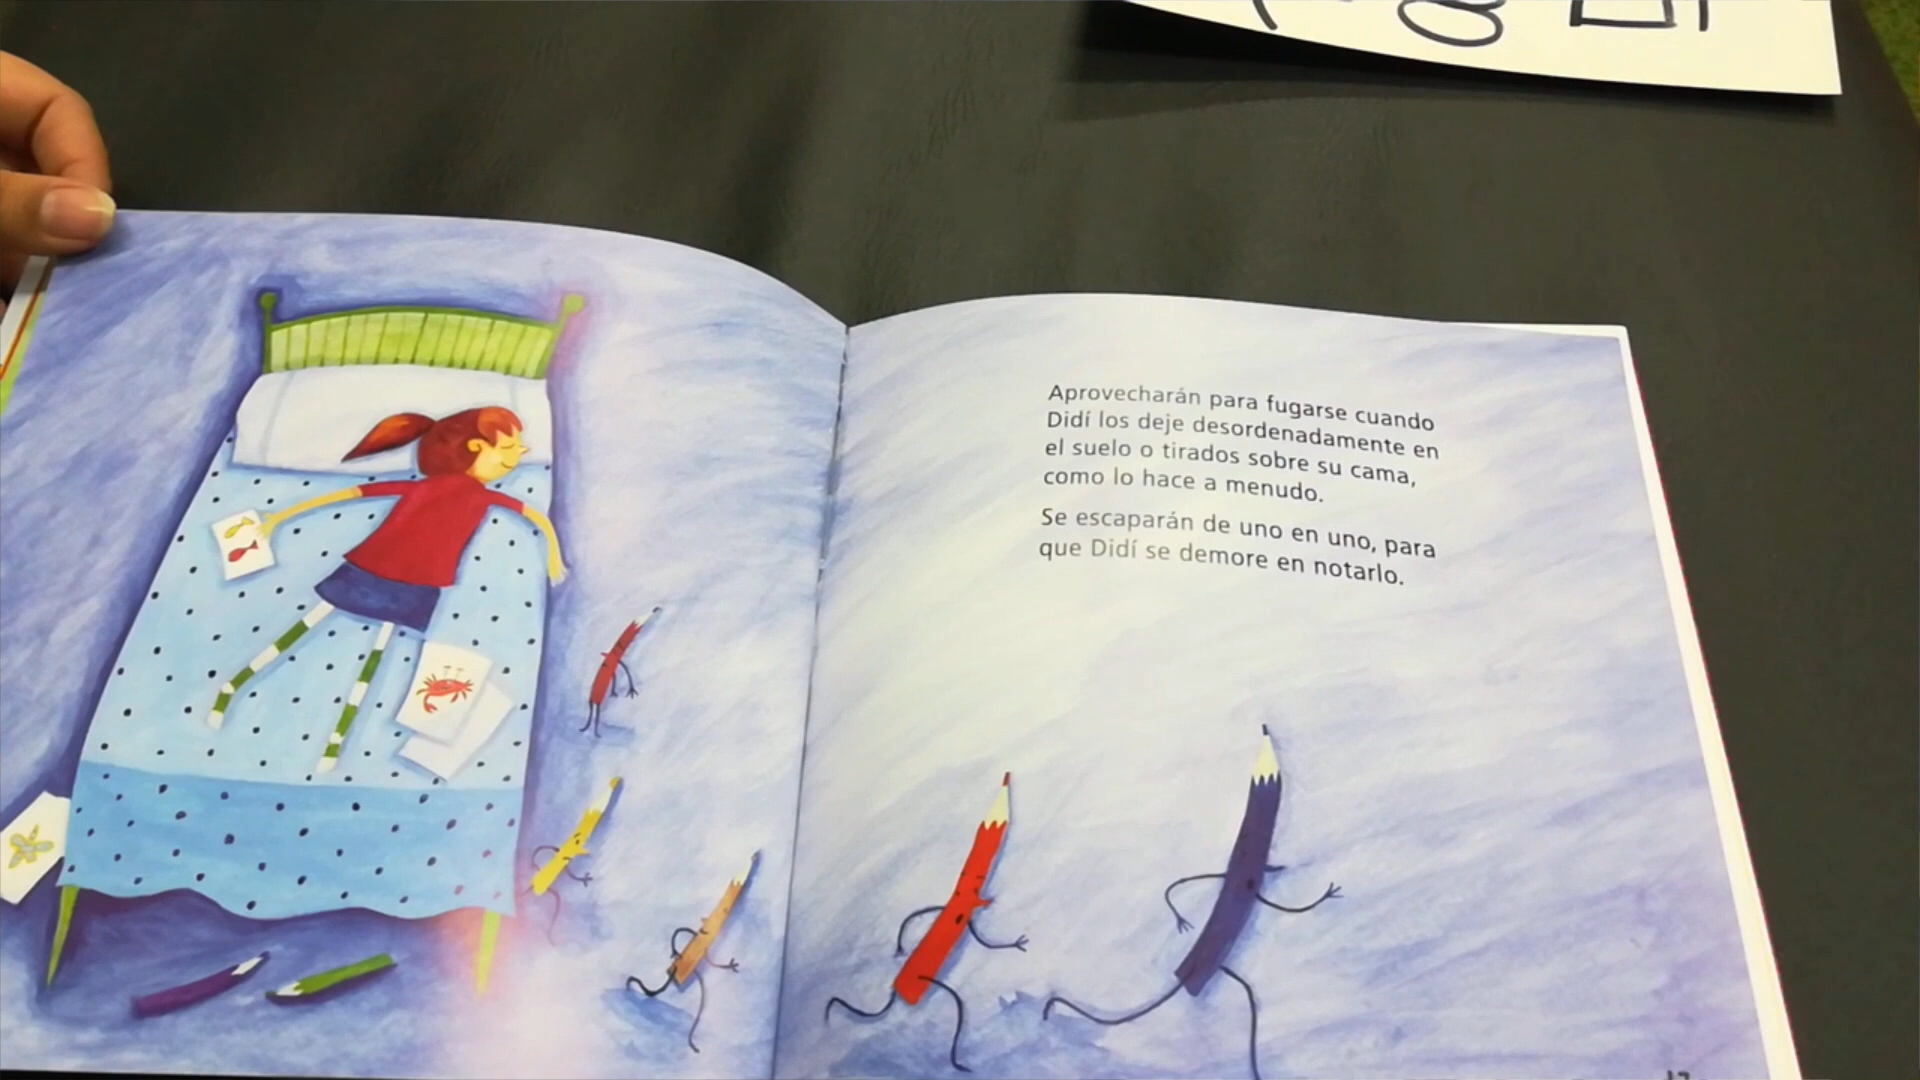 Aprovecharán para fugarse cuando
Didí los deje desordenadamente en
el suelo o tirados sobre su cama,
como lo hace a menudo.
Se escaparán de uno en uno, para
que Didí se demore en notarlo.